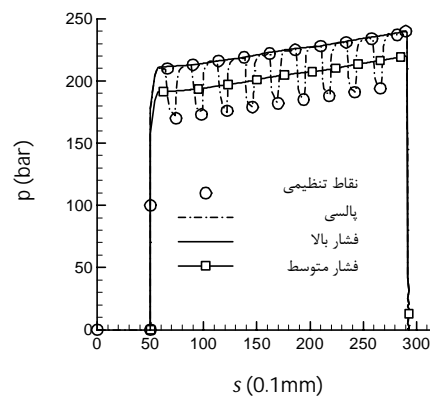 250
200
150
100
50
0
p (bar)
نقاط تنظیمی
پالسی
فشار بالا
فشار متوسط
0 50 100 150 200 250 300
s (0.1mm)